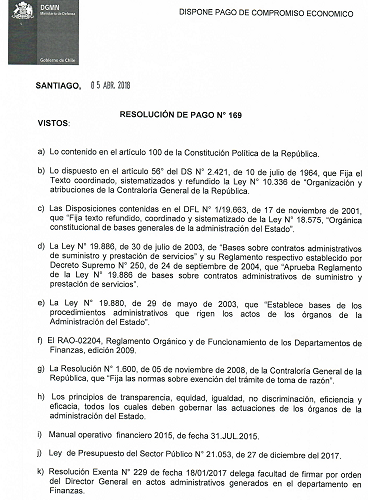 DGMN
Ministerio de Defensa
Gobierno de Chile
DISPONE PAGO DE COMPROMISO ECONOMICO
SANTIAGO, 05 ABR. 2018
RESOLUCIÓN DE PAGO N° 169
VISTOS:
a) Lo contenido en el artículo 100 de la Constitución Política de la República.
b) Lo dispuesto en el artículo 56° del DS N° 2.421, de 10 de julio de 1964, que Fija el
Texto coordinado, sistematizados y refundido la Ley N° 10.336 de “Organización y
atribuciones de la Contraloría General de la República.
c) Las Disposiciones contenidas en el DFL N° 1/19.663, de 17 de noviembre de 2001,
que “Fija texto refundido, coordinado y sistematizado de la Ley N° 18.575, “Orgánica
constitucional de bases generales de la administración del Estado”.
d) La Ley N° 19.886, de 30 de julio de 2003, de “Bases sobre contratos administrativos
de suministro y prestación de servicios” y su Reglamento respectivo establecido por
Decreto Supremo N° 250, de 24 de septiembre de 2004, que “Aprueba Reglamento
de la Ley N° 19.886 de bases sobre contratos administrativos de suministro y
prestación de servicios”.
e) La Ley N° 19.880, de 29 de mayo de 2003, que “Establece bases de los
procedimientos administrativos que rigen los actos de los órganos de la
Administración del Estado”.
f) El RAO-02204, Reglamento Orgánico y de Funcionamiento de los Departamentos de
Finanzas, edición 2009.
g) La Resolución N° 1.600, de 05 de noviembre de 2008, de la Contraloría General de la
República, que “Fija las normas sobre exención del trámite de toma de razón”.
h) Los principios de transparencia, equidad, igualdad, no discriminación, eficiencia y
eficacia, todos los cuales deben gobernar las actuaciones de los órganos de la
administración del Estado.
i) Manual operativo financiero 2015, de fecha 31.JUL.2015.
j) Ley de Presupuesto del Sector Público N° 21.053, de 27 de diciembre del 2017.
k) Resolución Exenta N° 229 de fecha 18/01/2017 delega facultad de firmar por orden
del Director General en actos administrativos generados en el departamento en
Finanzas.